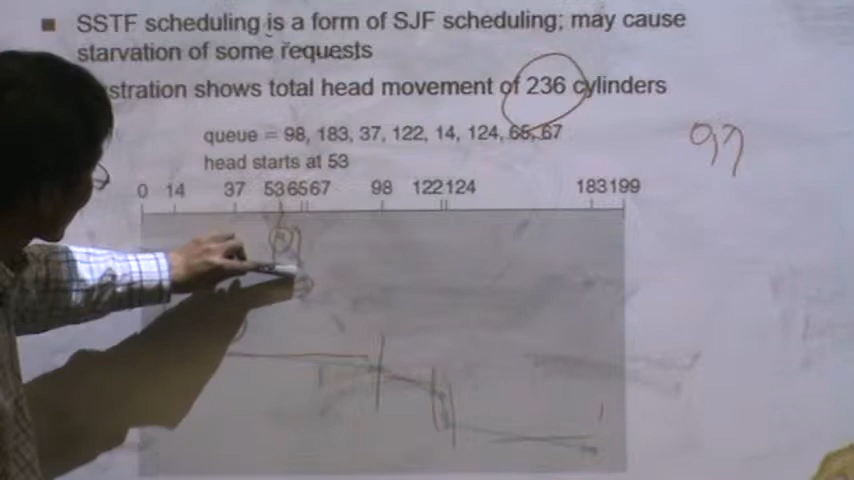 SSTF scheduling is a form of SJF scheduling; may cause
starvation of some requests
stration shows total head movement of 236 cylinders
queue = 98, 183, 37, 122, 14, 124, 65, 67
head starts at 53
0 14 37 536567 98 122124 183199